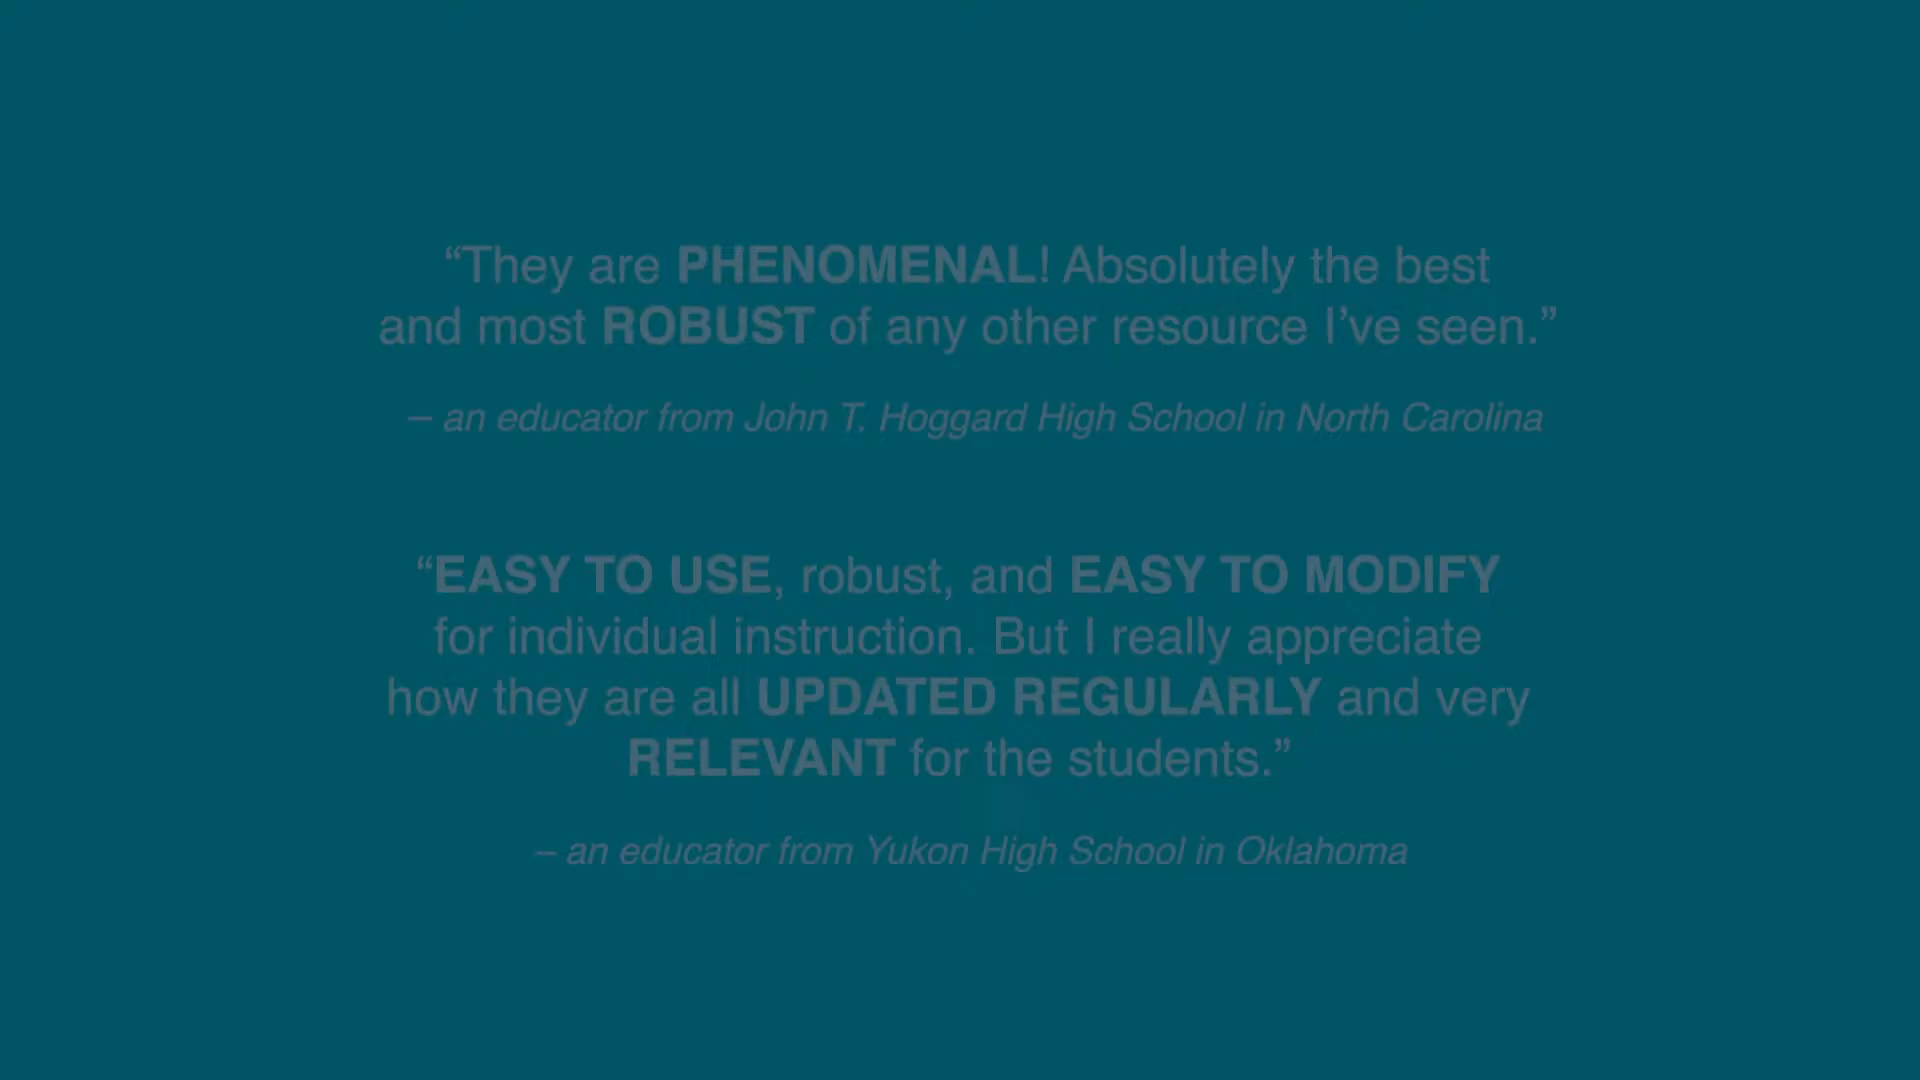 “They are PHENOMENAL! Absolutely the best
and most ROBUST of any other resource I’ve seen.”
– an educator from John T. Hoggard High School in North Carolina
“EASY TO USE, robust, and EASY TO MODIFY
for individual instruction. But I really appreciate
how they are all UPDATED REGULARLY and very
RELEVANT for the students.”
– an educator from Yukon High School in Oklahoma